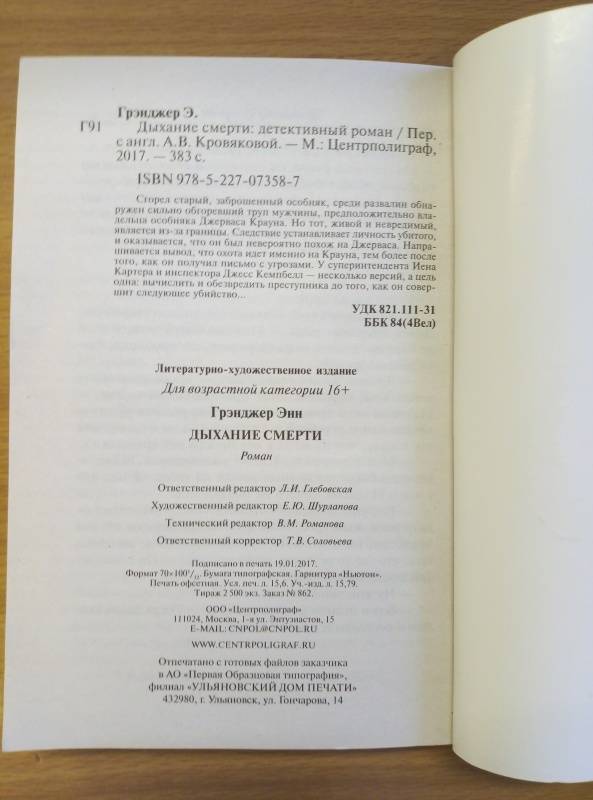 Грэнджер Э.
Г91 Дыхание смерти: детективный роман / Пер.
с англ. А.В. Кровяковой. — М.: Центрполиграф,
2017. — 383 с.
ISBN 978-5-227-07358-7
Сгорел старый, заброшенный особняк, среди развалин обна-
ружен сильно обгоревший труп мужчины, предположительно вла-
дельца особняка Джерваса Крауна. Но тот, живой и невредимый,
является из-за границы. Следствие устанавливает личность убитого,
и оказывается, что он был невероятно похож на Джерваса. Напра-
шивается вывод, что охота идет именно на Крауна, тем более после
того, как он получил письмо с угрозами. У суперинтендента Иена
Картера и инспектора Джесс Кемпбелл — несколько версий, а цель
одна: вычислить и обезвредить преступника до того, как он совер-
шит следующее убийство...
УДК 821.111-31
ББК 84(4Вел)
Литературно-художественное издание
Для возрастной категории 16+
Грэнджер Энн
ДЫХАНИЕ СМЕРТИ
Роман
Ответственный редактор Л.И. Глебовская
Художественный редактор Е.Ю. Шурлапова
Технический редактор В.М. Романова
Ответственный корректор Т.В. Соловьева
Подписано в печать 19.01.2017.
Формат 70×100 1/32. Бумага типографская. Гарнитура «Ньютон».
Печать офсетная. Усл. печ. л. 15,6. Уч.-изд. л. 15,79.
Тираж 2 500 экз. Заказ № 862.
ООО «Центрполиграф»
111024, Москва, 1-я ул. Энтузиастов, 15
E-MAIL: CNPOL@CNPOL.RU
WWW.CENTRPOLIGRAF.RU
Отпечатано с готовых файлов заказчика
в АО «Первая Образцовая типография»,
филиал «УЛЬЯНОВСКИЙ ДОМ ПЕЧАТИ»
432980, г. Ульяновск, ул. Гончарова, 14